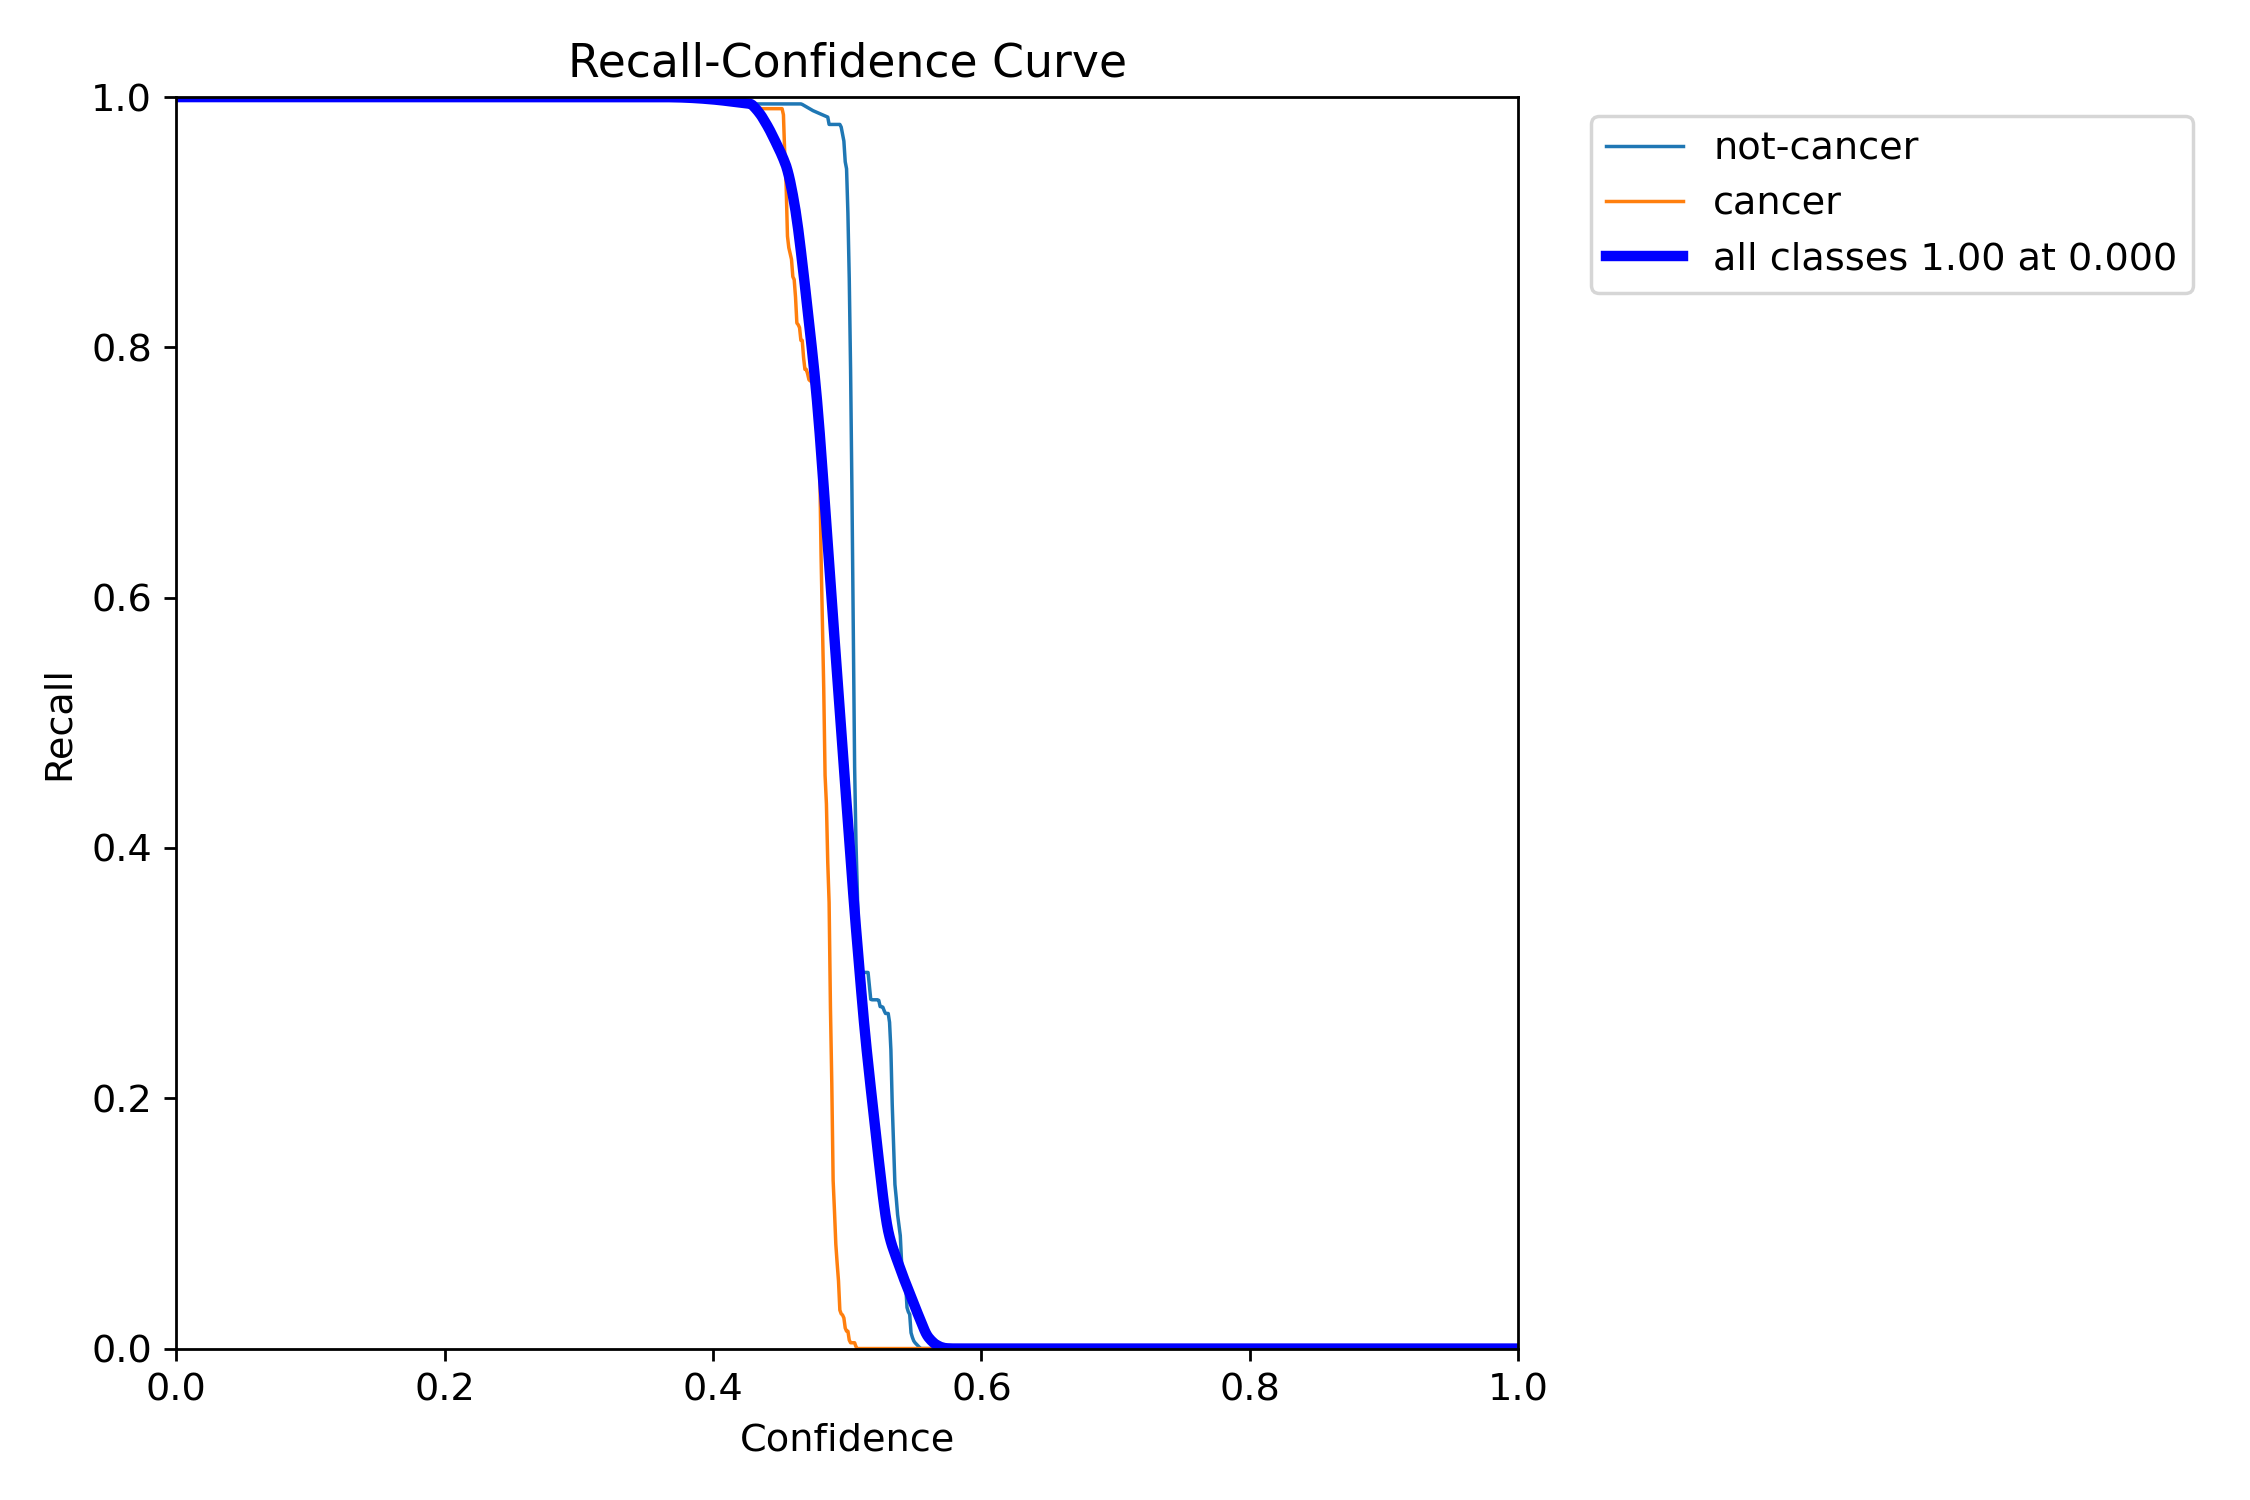 Recall-Confidence Curve
1.0
0.8
0.6
0.4
0.2
0.0
Recall
0.0 0.2 0.4 0.6 0.8 1.0
Confidence
not-cancer
cancer
all classes 1.00 at 0.000